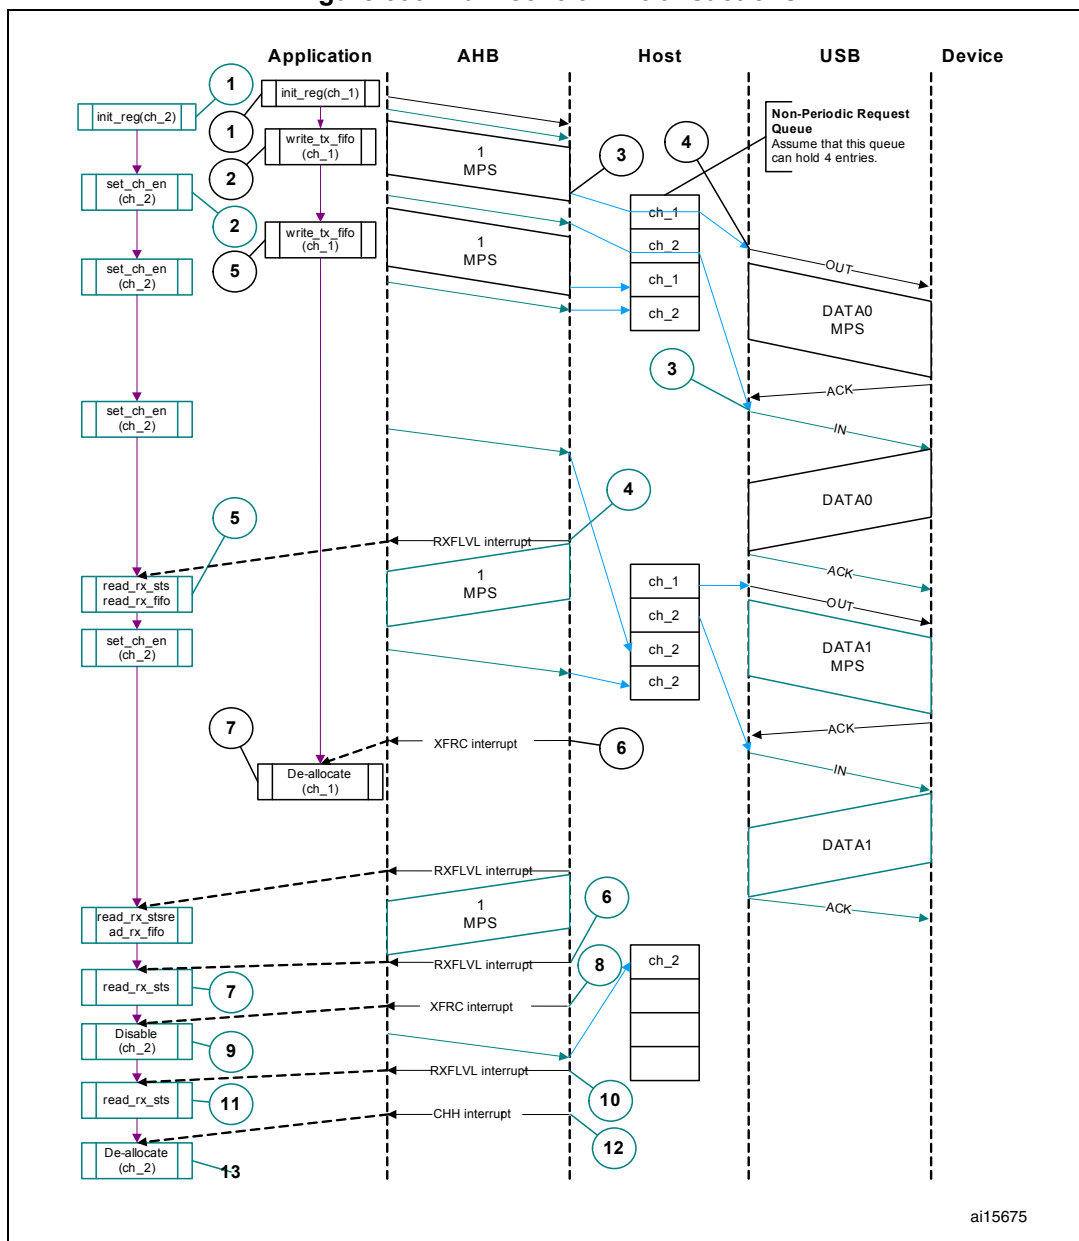 Application
AHB
Host
USB
Device
1
init_reg(ch_1)
init_reg(ch_2)
1
Non-Periodic Request
Queue
Assume that this queue
can hold 4 entries.
write_tx_fifo
(ch_1)
1
MPS
3
4
2
set_ch_en
(ch_2)
2
ch_1
write_tx_fifo
(ch_1)
5
1
MPS
ch_2
set_ch_en
(ch_2)
ch_1
ch_2
OUT
DATA0
MPS
3
ACK
set_ch_en
(ch_2)
IN
4
DATA0
5
RXFLVL interrupt
read_rx_sts
read_rx_fifo
1
MPS
ch_1
ACK
OUT
ch_2
set_ch_en
(ch_2)
ch_2
ch_2
DATA1
MPS
7
XFRC interrupt
6
ACK
De-allocate
(ch_1)
IN
DATA1
RXFLVL interrupt
read_rx_stsre
ad_rx_fifo
1
MPS
6
ACK
RXFLVL interrupt
8
ch_2
read_rx_sts
7
XFRC interrupt
Disable
(ch_2)
9
RXFLVL interrupt
10
read_rx_sts
11
CHH interrupt
12
De-allocate
(ch_2)
13
ai15675